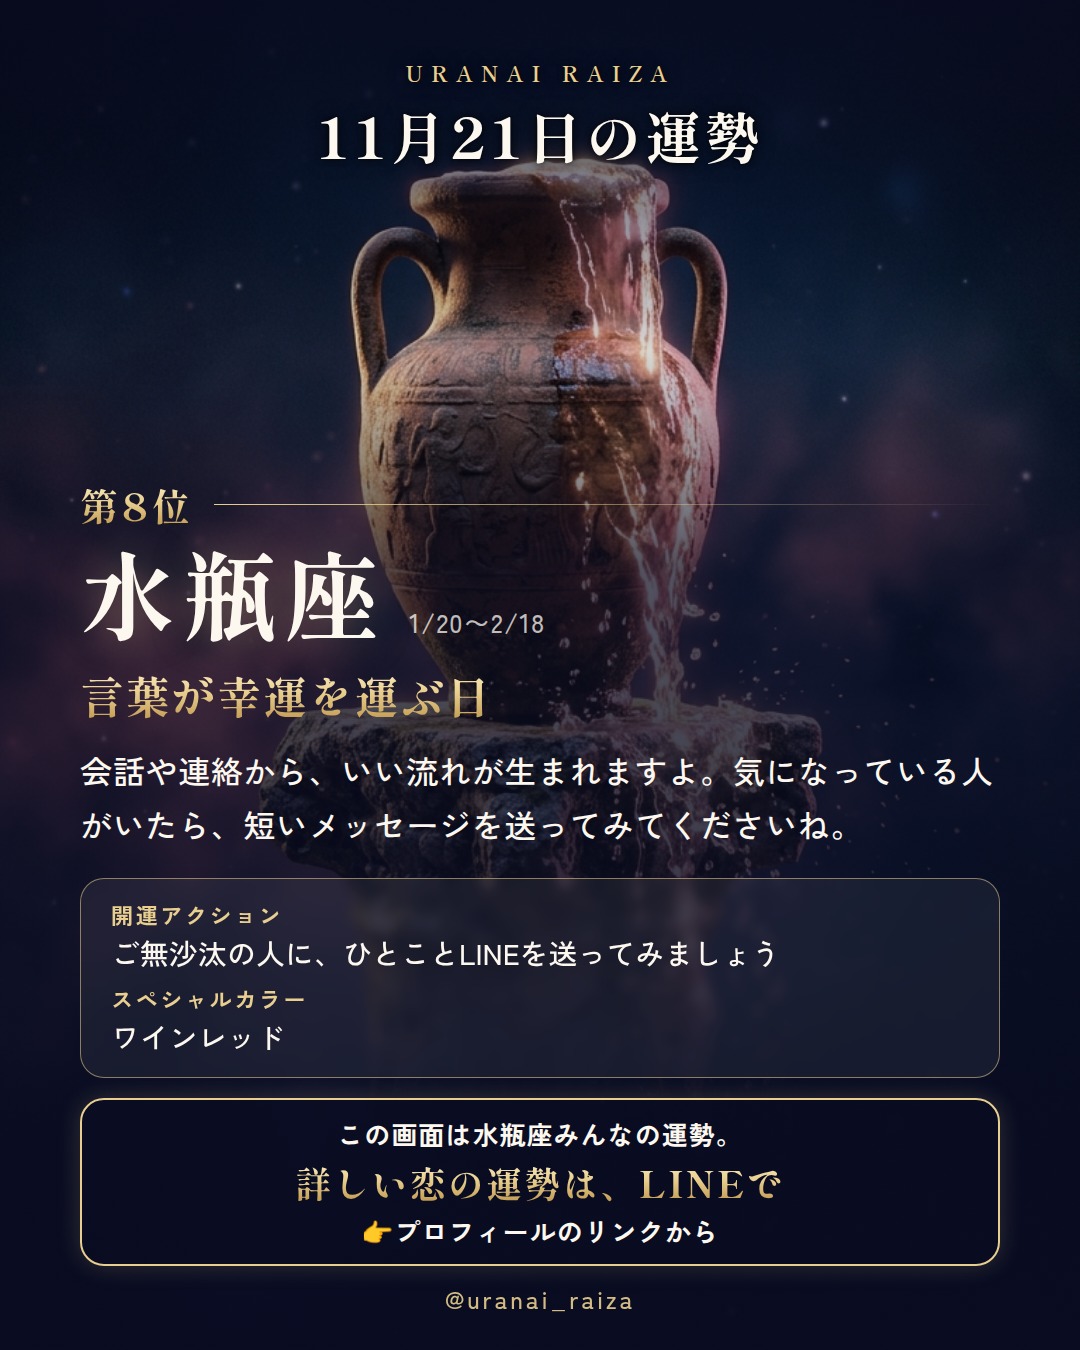 URANAI RAIZA
11月21日の運勢
第8位
水瓶座 1/20〜2/18
言葉が幸運を運ぶ日
会話や連絡から、いい流れが生まれますよ。気になっている人
がいたら、短いメッセージを送ってみてくださいね。
開運アクション
ご無沙汰の人に、ひとことLINEを送ってみましょう
スペシャルカラー
ワインレッド
この画面は水瓶座みんなの運勢。
詳しい恋の運勢は、LINEで
👉プロフィールのリンクから
@uranai_raiza